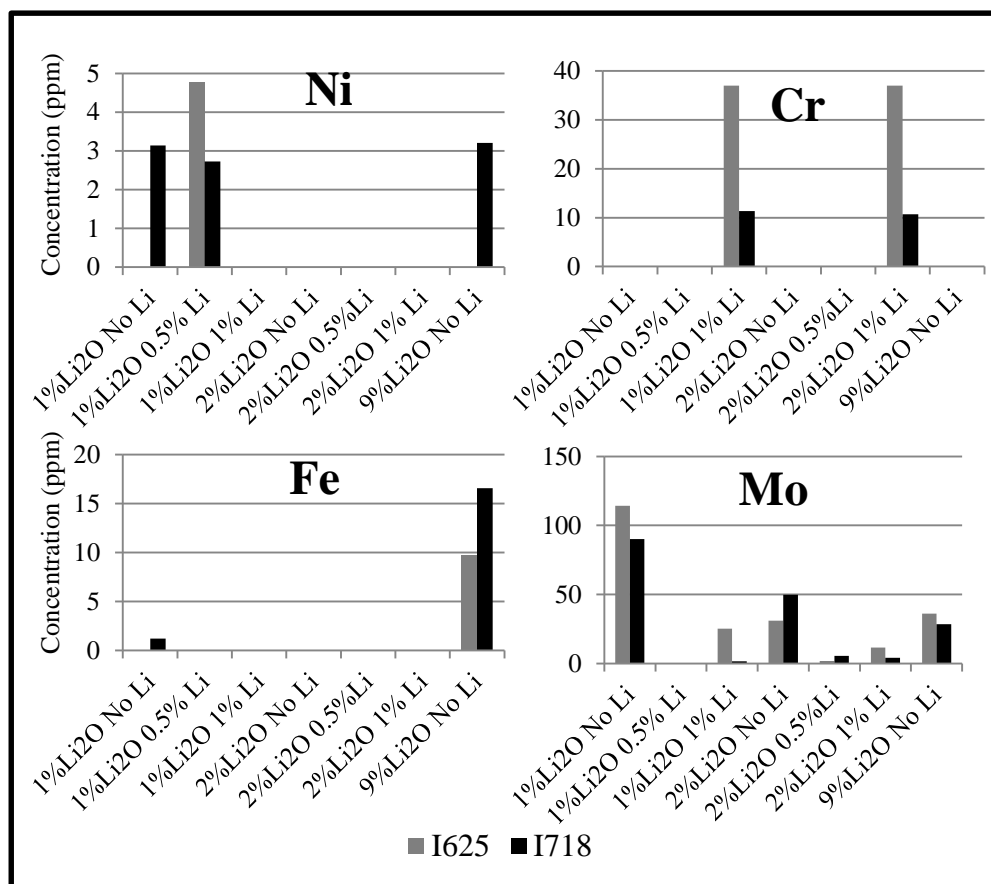 Ni
Concentration (ppm)
5
4
3
2
1
0
1%Li2O No Li
1%Li2O 0.5% Li
1%Li2O 1% Li
2%Li2O No Li
2%Li2O 0.5%Li
2%Li2O 1% Li
9%Li2O No Li
Cr
40
30
20
10
0
1%Li2O No Li
1%Li2O 0.5% Li
1%Li2O 1% Li
2%Li2O No Li
2%Li2O 0.5%Li
2%Li2O 1% Li
9%Li2O No Li
Fe
Concentration (ppm)
20
15
10
5
0
1%Li2O No Li
1%Li2O 0.5% Li
1%Li2O 1% Li
2%Li2O No Li
2%Li2O 0.5%Li
2%Li2O 1% Li
9%Li2O No Li
Mo
150
100
50
0
1%Li2O No Li
1%Li2O 0.5% Li
1%Li2O 1% Li
2%Li2O No Li
2%Li2O 0.5%Li
2%Li2O 1% Li
9%Li2O No Li
I625 I718